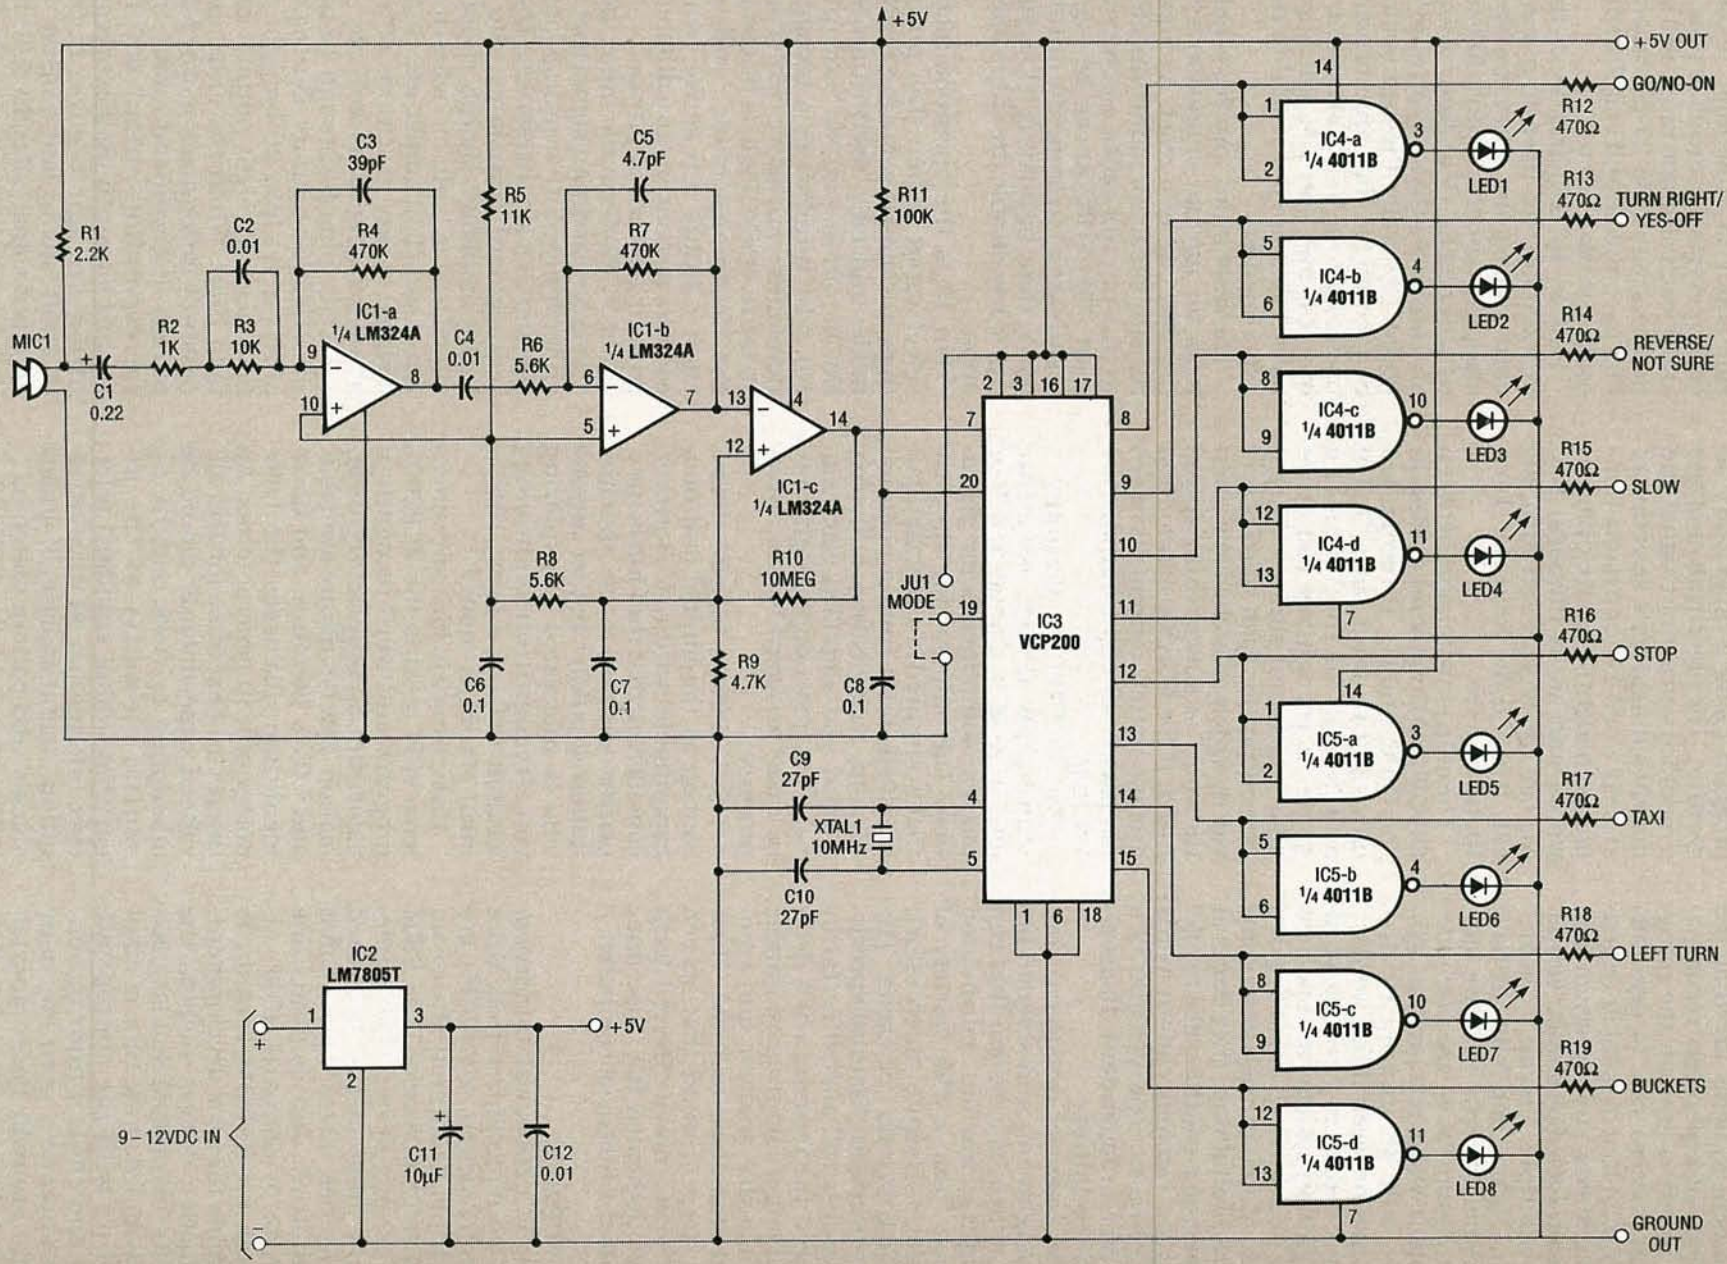 +5V
+5V OUT
14
GO/NO-ON
R12
470Ω
1
2
IC4-a
1/4 4011B
3
LED1
C3
39pF
C5
4.7pF
R1
2.2K
C2
0.01
R4
470K
R5
11K
R7
470K
R11
100K
R13
470Ω
TURN RIGHT/
YES-OFF
5
6
IC4-b
1/4 4011B
4
LED2
MIC1
C1
0.22
+
R2
1K
R3
10K
IC1-a
1/4 LM324A
9
10
8
−
+
C4
0.01
R6
5.6K
IC1-b
1/4 LM324A
6
5
7
−
+
13
12
4
14
−
+
IC1-c
1/4 LM324A
R14
470Ω
REVERSE/
NOT SURE
8
9
IC4-c
1/4 4011B
10
LED3
2
3
16
17
7
20
19
4
5
8
9
10
11
12
13
14
15
1
6
18
IC3
VCP200
R15
470Ω
SLOW
12
13
IC4-d
1/4 4011B
11
LED4
7
R8
5.6K
R10
10MEG
JU1
MODE
C6
0.1
C7
0.1
R9
4.7K
C8
0.1
R16
470Ω
STOP
14
1
2
IC5-a
1/4 4011B
3
LED5
C9
27pF
XTAL1
10MHz
C10
27pF
R17
470Ω
TAXI
5
6
IC5-b
1/4 4011B
4
LED6
R18
470Ω
LEFT TURN
8
9
IC5-c
1/4 4011B
10
LED7
IC2
LM7805T
1
3
2
+
+5V
9–12VDC IN
+
C11
10µF
C12
0.01
−
R19
470Ω
BUCKETS
12
13
IC5-d
1/4 4011B
11
LED8
7
GROUND
OUT